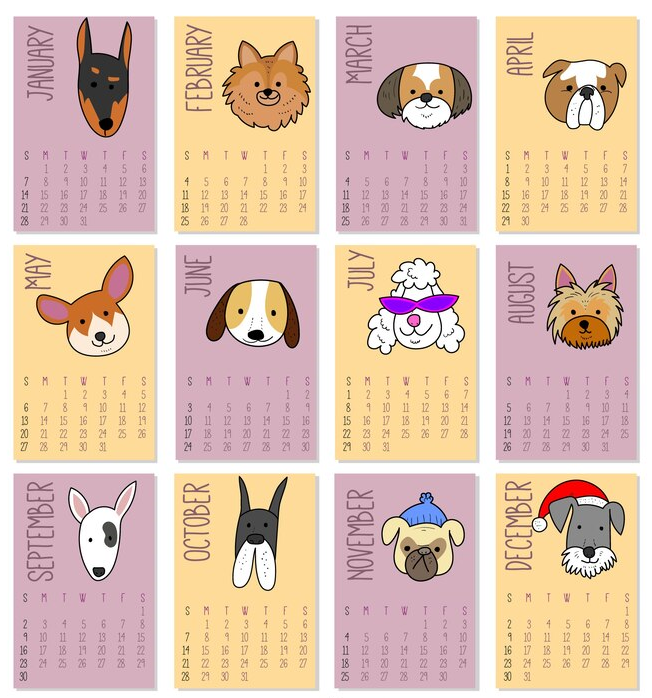 JANUARY
S M T W T F S
1 2 3 4 5 6
7 8 9 10 11 12 13
14 15 16 17 18 19 20
21 22 23 24 25 26 27
28 29 30 31
FEBRUARY
S M T W T F S
1 2 3
4 5 6 7 8 9 10
11 12 13 14 15 16 17
18 19 20 21 22 23 24
25 26 27 28
MARCH
S M T W T F S
1 2 3
4 5 6 7 8 9 10
11 12 13 14 15 16 17
18 19 20 21 22 23 24
25 26 27 28 29 30 31
APRIL
S M T W T F S
1 2 3 4 5 6 7
8 9 10 11 12 13 14
15 16 17 18 19 20 21
22 23 24 25 26 27 28
29 30
MAY
S M T W T F S
1 2 3 4 5
6 7 8 9 10 11 12
13 14 15 16 17 18 19
20 21 22 23 24 25 26
27 28 29 30 31
JUNE
S M T W T F S
1 2
3 4 5 6 7 8 9
10 11 12 13 14 15 16
17 18 19 20 21 22 23
24 25 26 27 28 29 30
JULY
S M T W T F S
1 2 3 4 5 6 7
8 9 10 11 12 13 14
15 16 17 18 19 20 21
22 23 24 25 26 27 28
29 30 31
AUGUST
S M T W T F S
1 2 3 4
5 6 7 8 9 10 11
12 13 14 15 16 17 18
19 20 21 22 23 24 25
26 27 28 29 30 31
SEPTEMBER
S M T W T F S
1
2 3 4 5 6 7 8
9 10 11 12 13 14 15
16 17 18 19 20 21 22
23 24 25 26 27 28 29
30
OCTOBER
S M T W T F S
1 2 3 4 5 6
7 8 9 10 11 12 13
14 15 16 17 18 19 20
21 22 23 24 25 26 27
28 29 30 31
NOVEMBER
S M T W T F S
1 2 3
4 5 6 7 8 9 10
11 12 13 14 15 16 17
18 19 20 21 22 23 24
25 26 27 28 29 30
DECEMBER
S M T W T F S
1
2 3 4 5 6 7 8
9 10 11 12 13 14 15
16 17 18 19 20 21 22
23 24 25 26 27 28 29
30 31